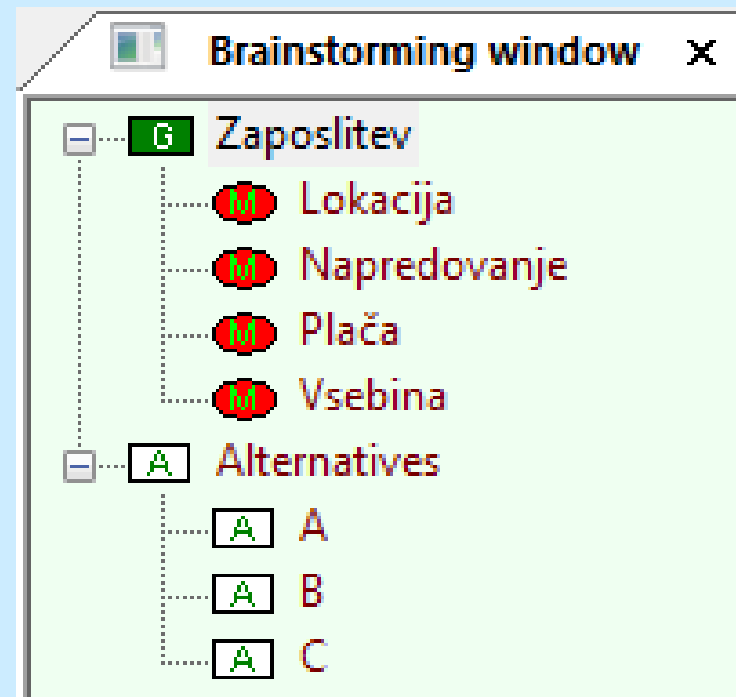 Brainstorming window
G Zaposlitev
M Lokacija
M Napredovanje
M Plača
M Vsebina
A Alternatives
A A
A B
A C